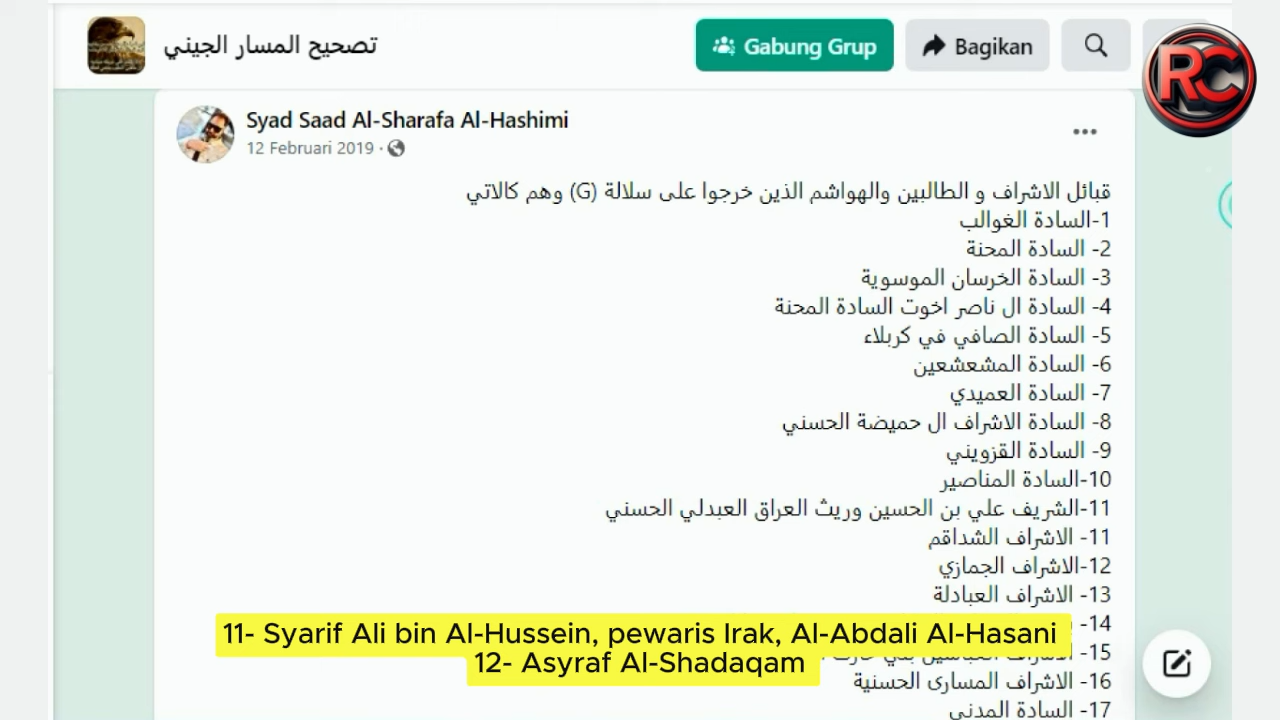 تصحيح المسار الجيني
Gabung Grup
Bagikan
RC
Syad Saad Al-Sharafa Al-Hashimi
12 Februari 2019
قبائل الاشراف و الطالبين والهواشم الذين خرجوا على سلالة (G) وهم كالاتي
1-السادة الغوالب
2- السادة المحنة
3- السادة الخرسان الموسوية
4- السادة ال ناصر اخوت السادة المحنة
5- السادة الصافي في كربلاء
6- السادة المشعشعين
7- السادة العميدي
8- السادة الاشراف ال حميضة الحسني
9- السادة القزويني
10-السادة المناصير
11-الشريف علي بن الحسين وريث العراق العبدلي الحسني
11- الاشراف الشداقم
12-الاشراف الجمازي
13- الاشراف العبادلة
14-
15-
16- الاشراف المسارى الحسنية
17- السادة المدني
11- Syarif Ali bin Al-Hussein, pewaris Irak, Al-Abdali Al-Hasani
12- Asyraf Al-Shadaqam